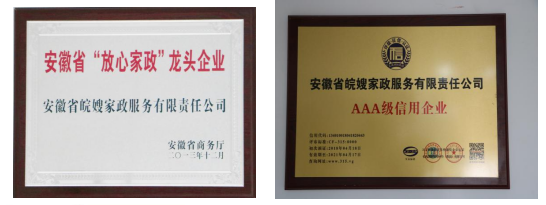 安徽省“放心家政”龙头企业
安徽省皖嫂家政服务有限责任公司
安徽省商务厅
二〇一三年十二月
信
安徽省皖嫂家政服务有限责任公司
AAA级信用企业